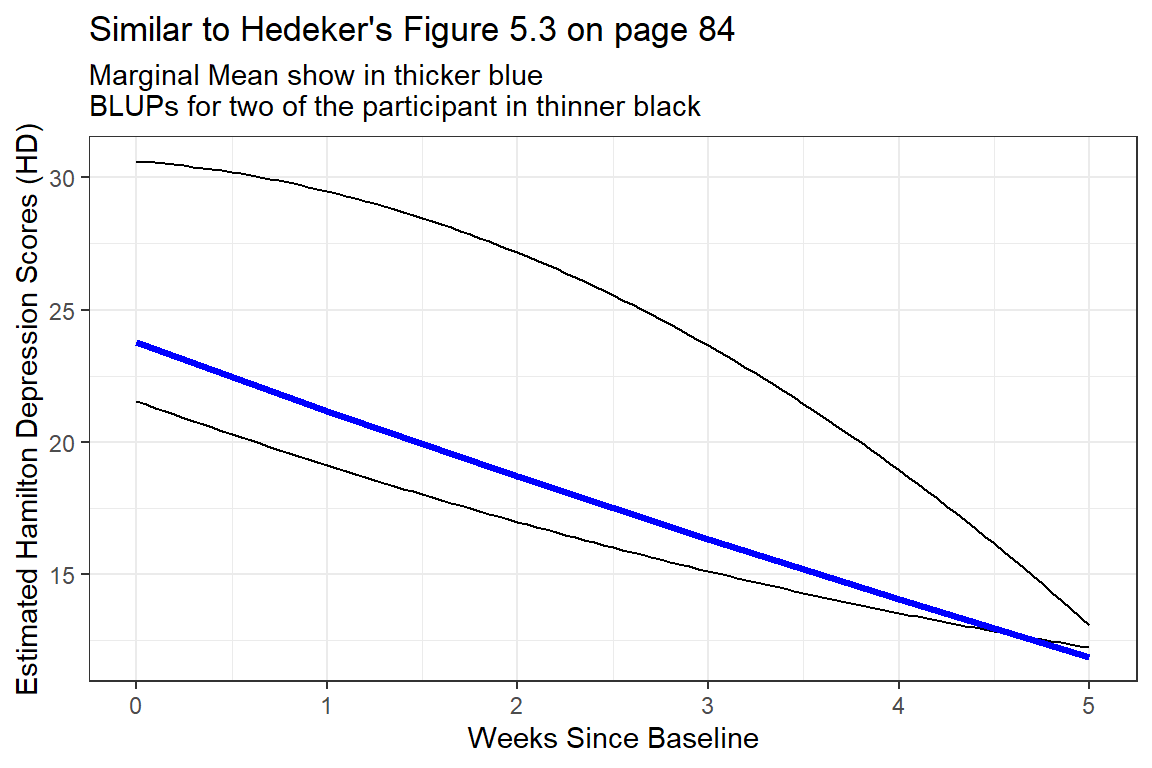 Similar to Hedeker's Figure 5.3 on page 84
Marginal Mean show in thicker blue
BLUPs for two of the participant in thinner black
Estimated Hamilton Depression Scores (HD)
30
25
20
15
0 1 2 3 4 5
Weeks Since Baseline